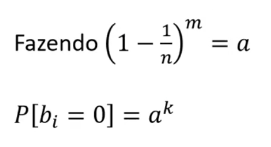 Fazendo (1 − 1/n)^m = a
P[b_i = 0] = a^k